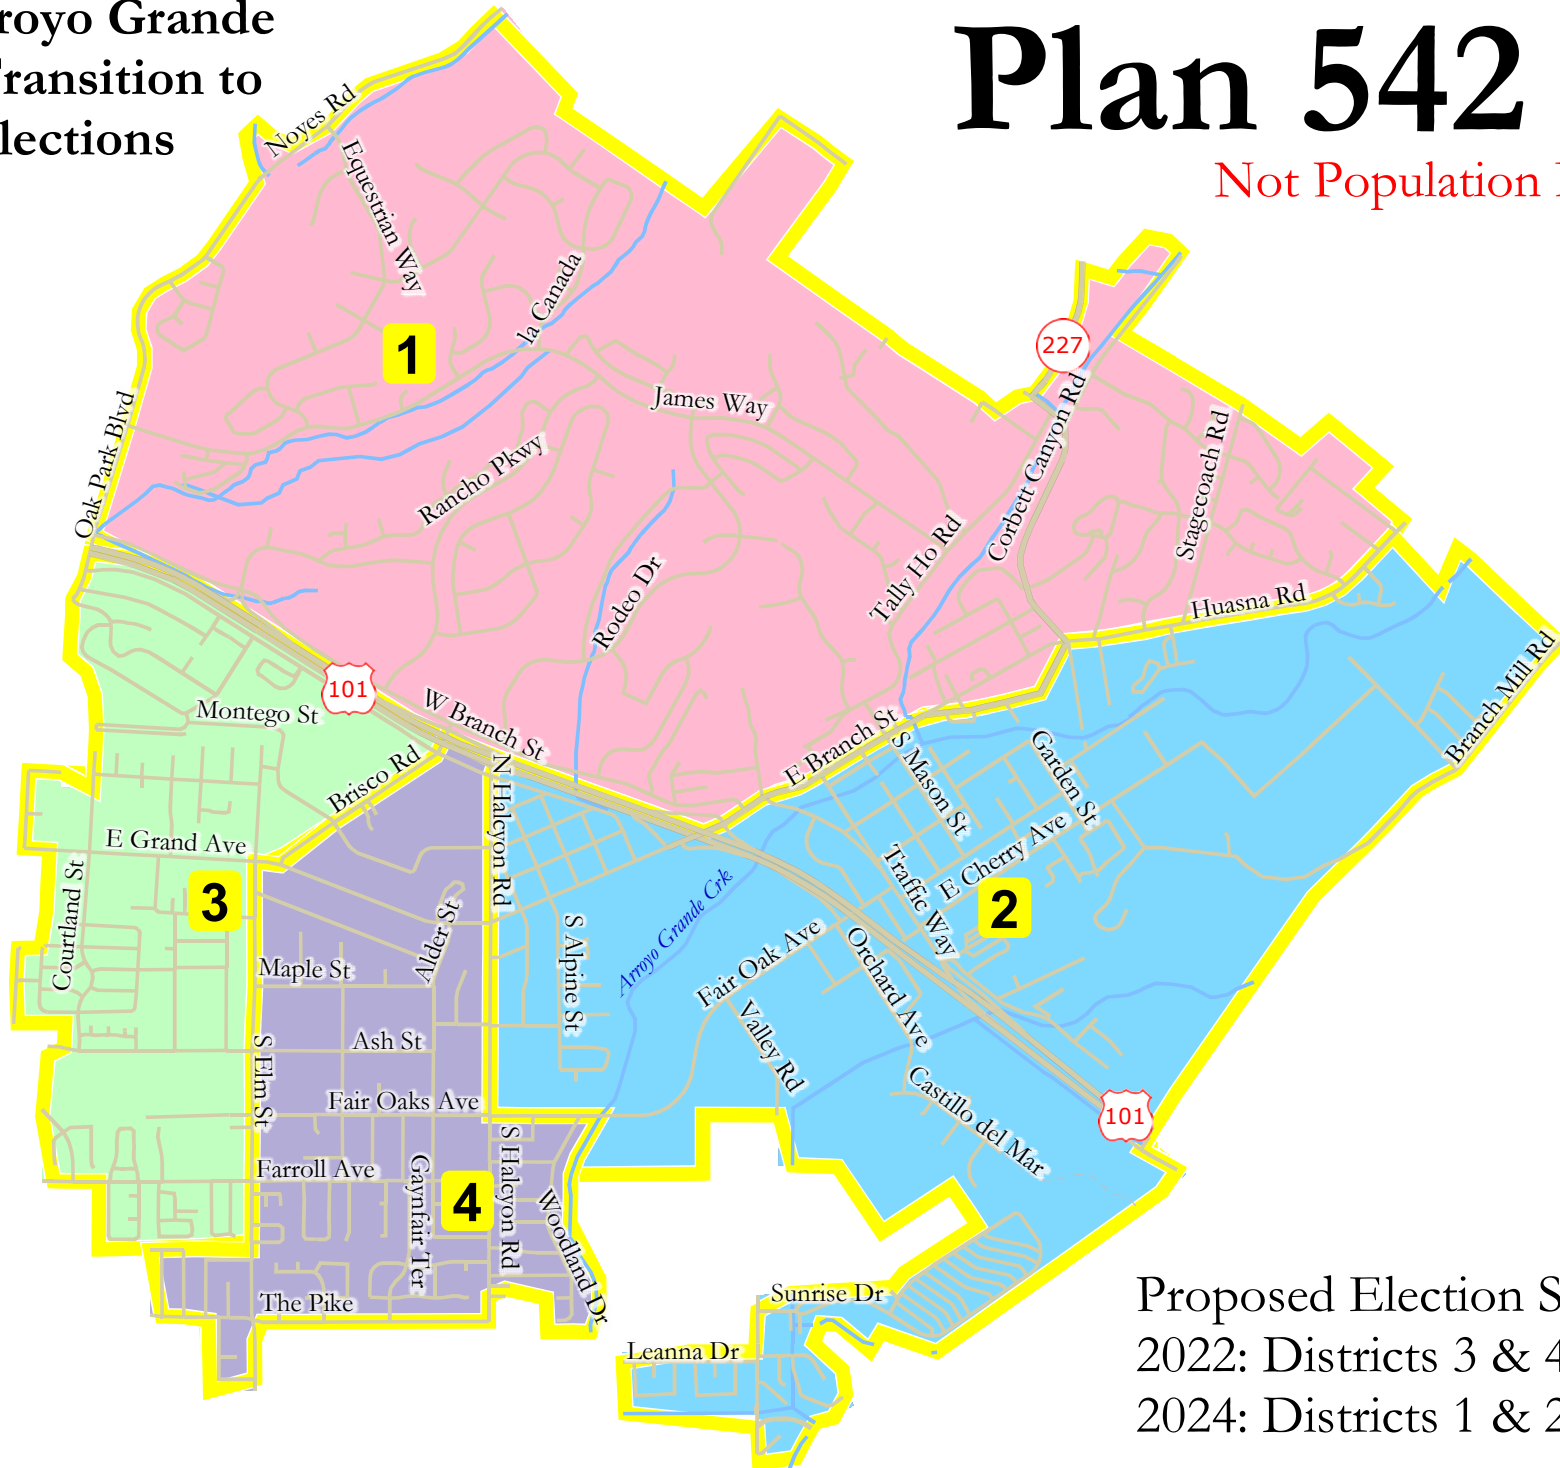 royo Grande
ransition to
lections
Plan 542
Not Population
Noyes Rd
Equestrian Way
la Canada
1
227
Oak Park Blvd
James Way
Rancho Pkwy
Corbett Canyon Rd
Stagecoach Rd
Tally Ho Rd
Rodeo Dr
Huasna Rd
Branch Mill Rd
101
Montego St
W Branch St
E Branch St
Brisco Rd
N Halcyon Rd
S Mason St
Garden St
E Grand Ave
E Cherry Ave
Traffic Way
Courtland St
3
2
Alder St
S Alpine St
Arroyo Grande Crk
Fair Oak Ave
Orchard Ave
Maple St
Valley Rd
Ash St
S Elm St
Fair Oaks Ave
Castillo del Mar
101
Farroll Ave
Gaynfair Ter
4
S Halcyon Rd
Woodland Dr
The Pike
Sunrise Dr
Leanna Dr
Proposed Election S
2022: Districts 3 & 4
2024: Districts 1 & 2